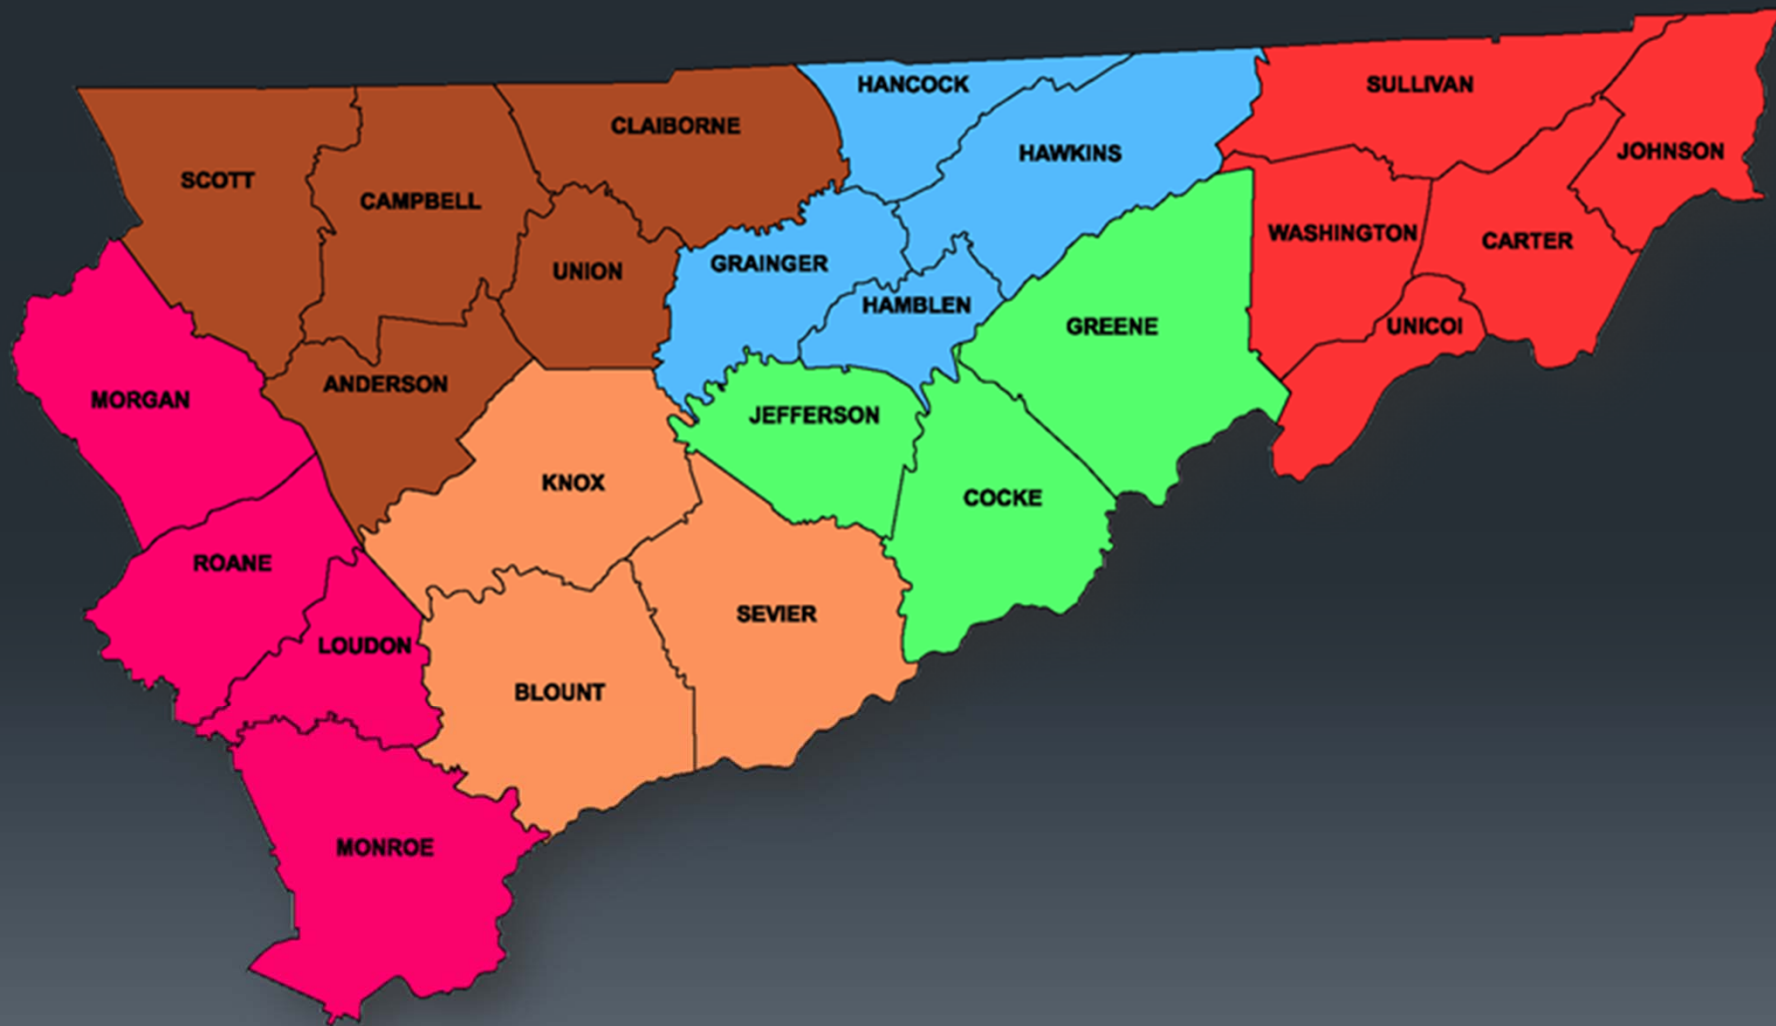 HANCOCK
SULLIVAN
CLAIBORNE
HAWKINS
JOHNSON
SCOTT
CAMPBELL
WASHINGTON
CARTER
GRAINGER
UNION
HAMBLEN
GREENE
UNICOI
ANDERSON
MORGAN
JEFFERSON
KNOX
COCKE
ROANE
SEVIER
LOUDON
BLOUNT
MONROE